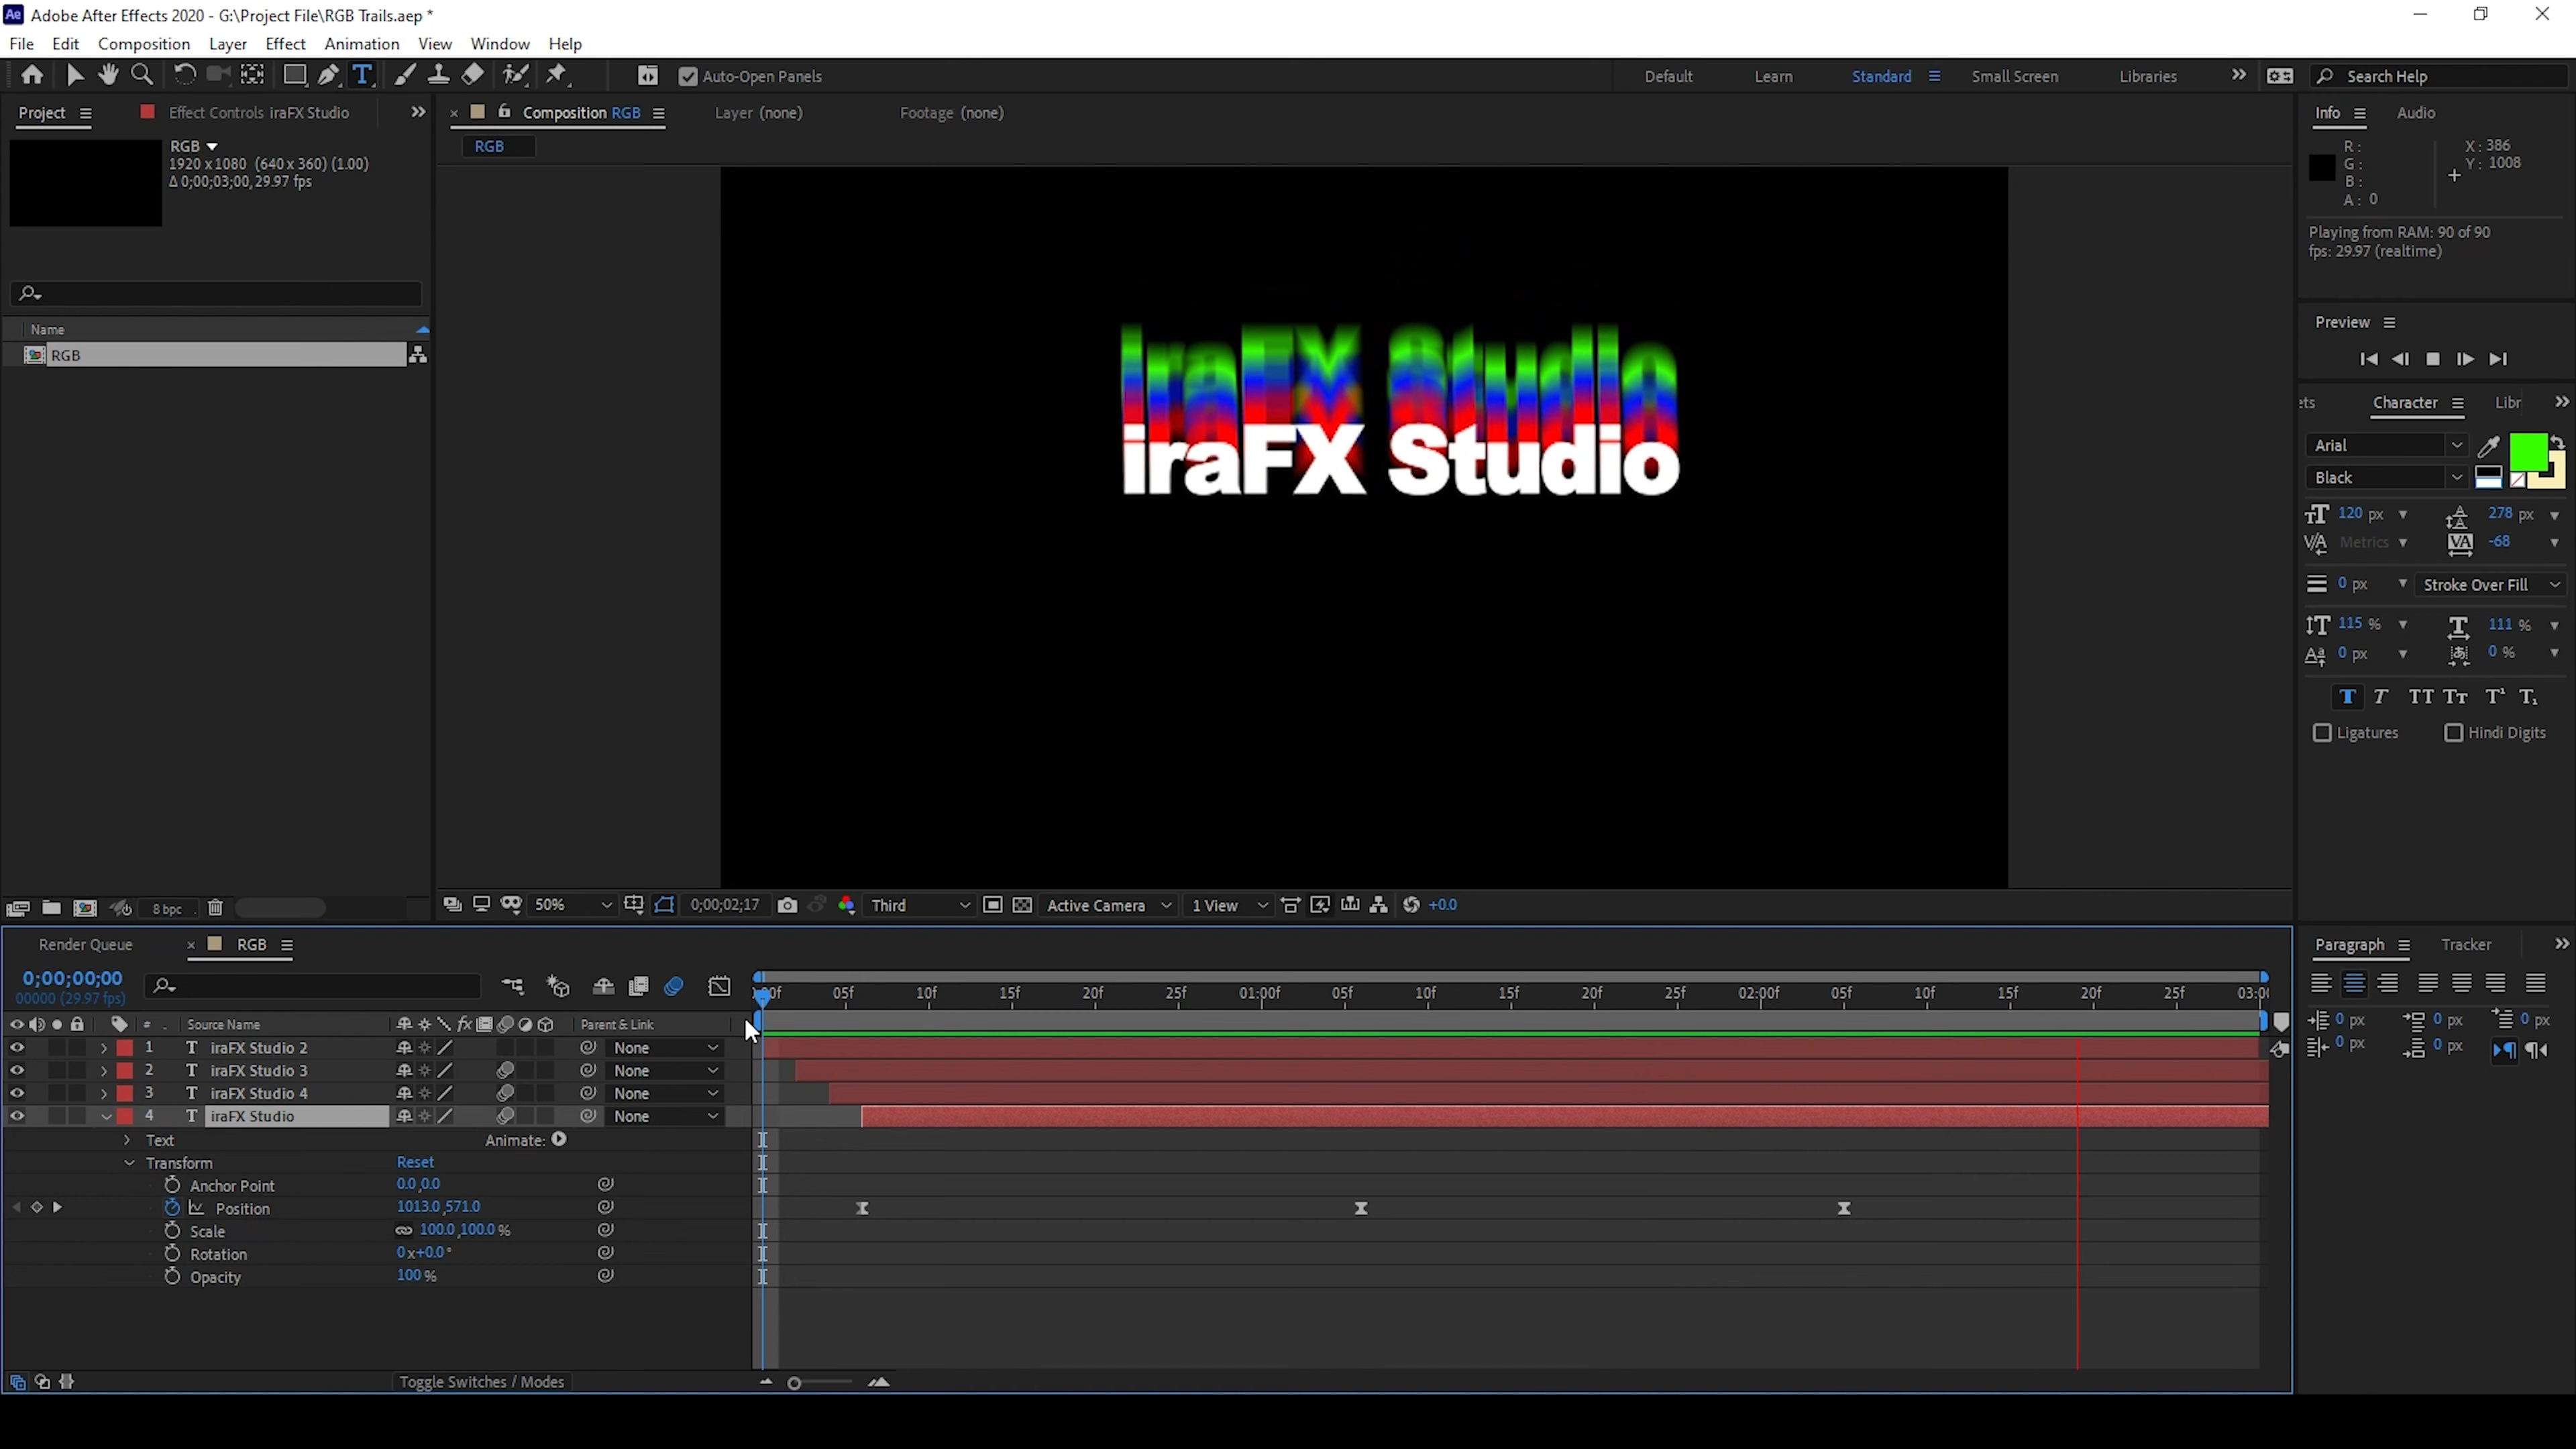 Adobe After Effects 2020 - G:\Project File\RGB Trails.aep *
File Edit Composition Layer Effect Animation View Window Help
T Auto-Open Panels Default Learn Standard Small Screen Libraries Search Help
Project Effect Controls iraFX Studio Composition RGB Layer (none) Footage (none) Info Audio
RGB
1920 x 1080 (640 x 360) (1.00)
Δ 0;00;03;00, 29.97 fps
RGB
R :
G :
B :
A : 0
X : 386
Y : 1008
Playing from RAM: 90 of 90
fps: 29.97 (realtime)
Name
RGB
iraFX Studio
iraFX Studio
Preview
ets Character Libr
Arial
Black
120 px 278 px
Metrics -68
0 px Stroke Over Fill
115 % 111 %
0 px 0 %
T T TT Tt T¹ T₁
Ligatures Hindi Digits
8 bpc
50% 0;00;02;17 Third Active Camera 1 View +0.0
Render Queue RGB
Paragraph Tracker
0;00;00;00
00000 (29.97 fps)
:00f 05f 10f 15f 20f 25f 01:00f 05f 10f 15f 20f 25f 02:00f 05f 10f 15f 20f 25f 03:0
# . Source Name fx Parent & Link
1 T iraFX Studio 2 None
2 T iraFX Studio 3 None
3 T iraFX Studio 4 None
4 T iraFX Studio None
Text Animate:
Transform Reset
Anchor Point 0.0,0.0
Position 1013.0,571.0
Scale 100.0,100.0 %
Rotation 0x+0.0°
Opacity 100 %
0 px 0 px 0 px
0 px 0 px
Toggle Switches / Modes